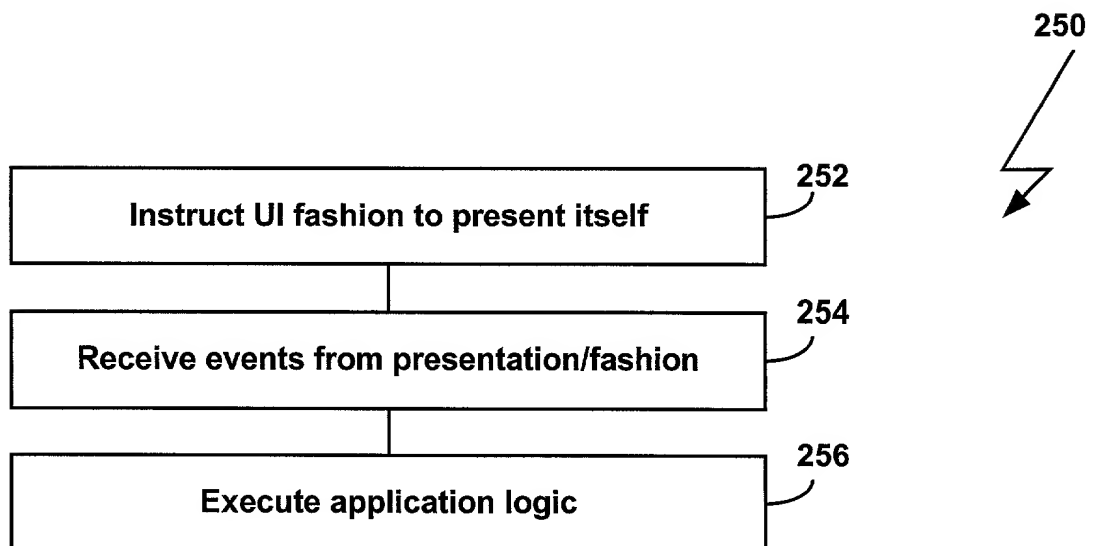 250
252
Instruct UI fashion to present itself
254
Receive events from presentation/fashion
256
Execute application logic